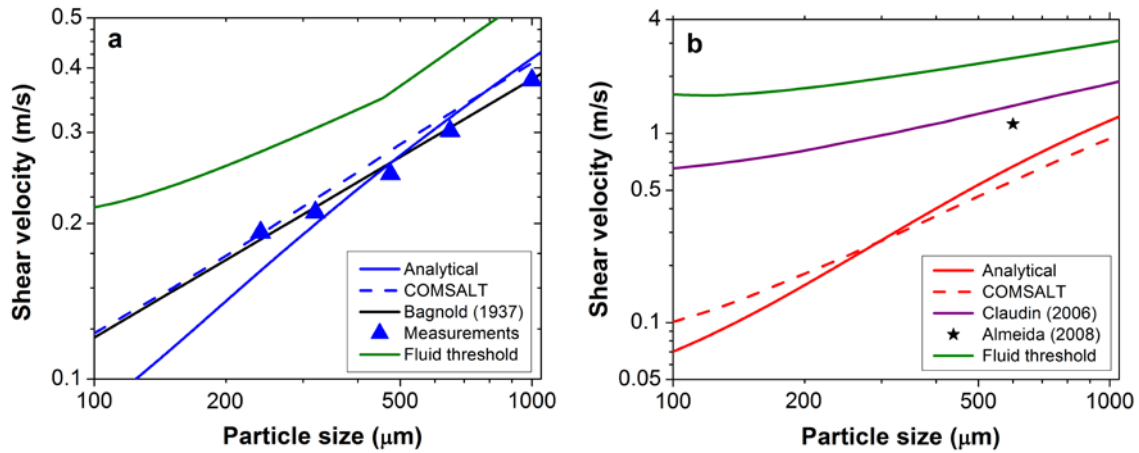 a
Shear velocity (m/s)
0.5
0.4
0.3
0.2
0.1
100
200
500
1000
Particle size (μm)
Analytical
COMSALT
Bagnold (1937)
Measurements
Fluid threshold
b
Shear velocity (m/s)
4
1
0.5
0.1
0.05
100
200
500
1000
Particle size (μm)
Analytical
COMSALT
Claudin (2006)
Almeida (2008)
Fluid threshold